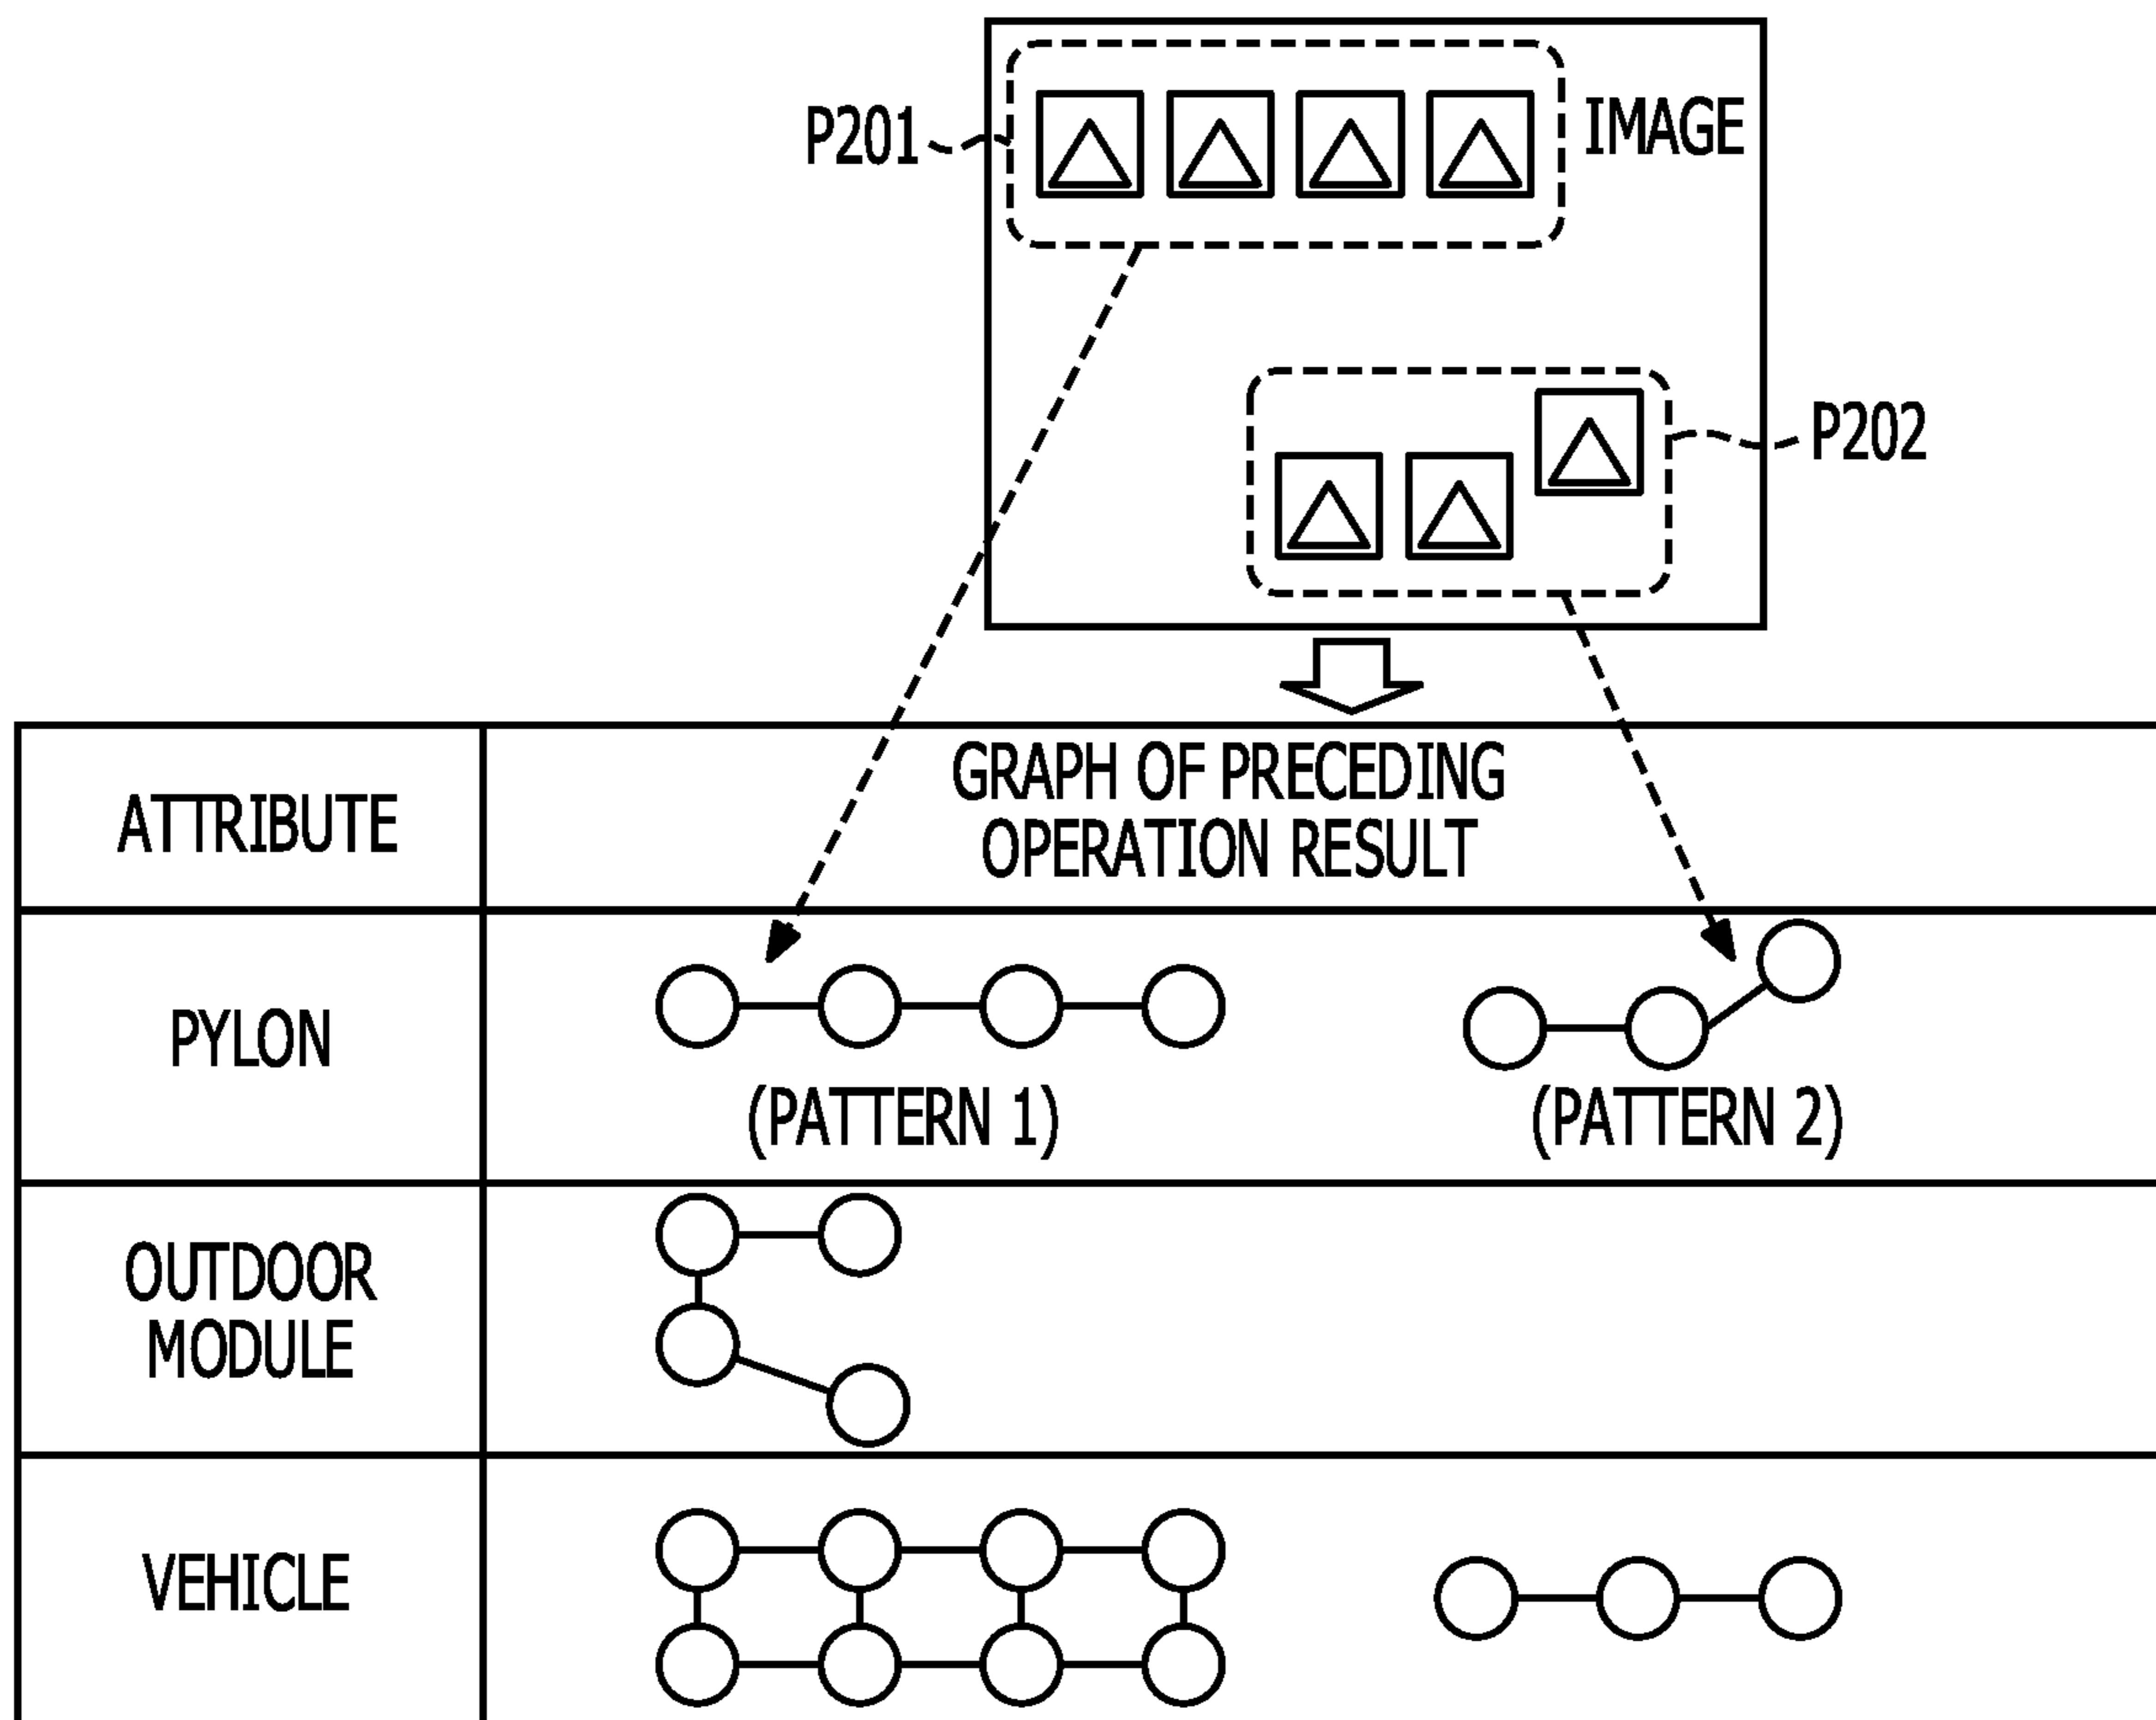 P201
IMAGE
P202
ATTRIBUTE
GRAPH OF PRECEDING
OPERATION RESULT
PYLON
(PATTERN 1)
(PATTERN 2)
OUTDOOR
MODULE
VEHICLE